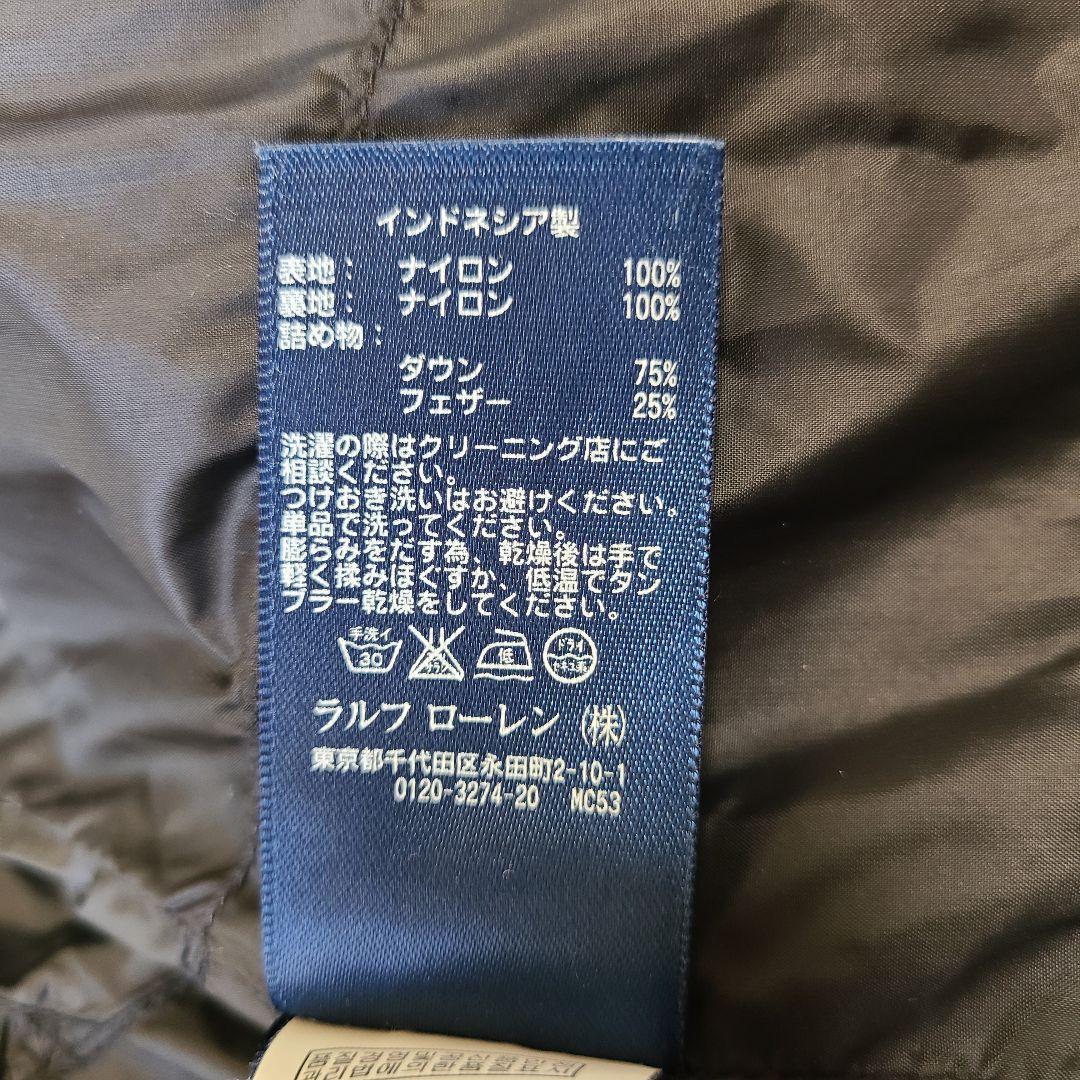 インドネシア製
表地： ナイロン 100%
裏地： ナイロン 100%
詰め物：
ダウン 75%
フェザー 25%
洗濯の際はクリーニング店にご
相談ください。
つけおき洗いはお避けください。
単品で洗ってください。
膨らみをだす為、乾燥後は手で
軽く揉みほぐすか、低温でタン
ブラー乾燥をしてください。
手洗イ 30 低 ドライ
ラルフ ローレン (株)
東京都千代田区永田町2-10-1
0120-3274-20 MC53